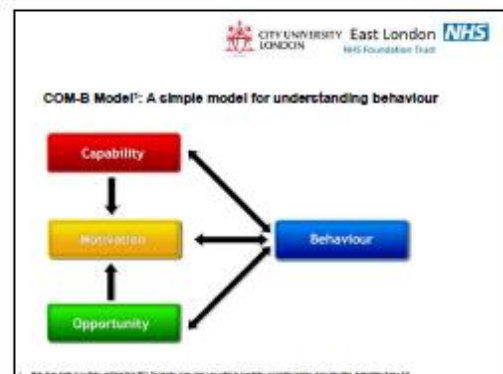 CITY UNIVERSITY
LONDON
East London NHS
NHS Foundation Trust
COM-B Model¹: A simple model for understanding behaviour
Capability
Motivation
Behaviour
Opportunity